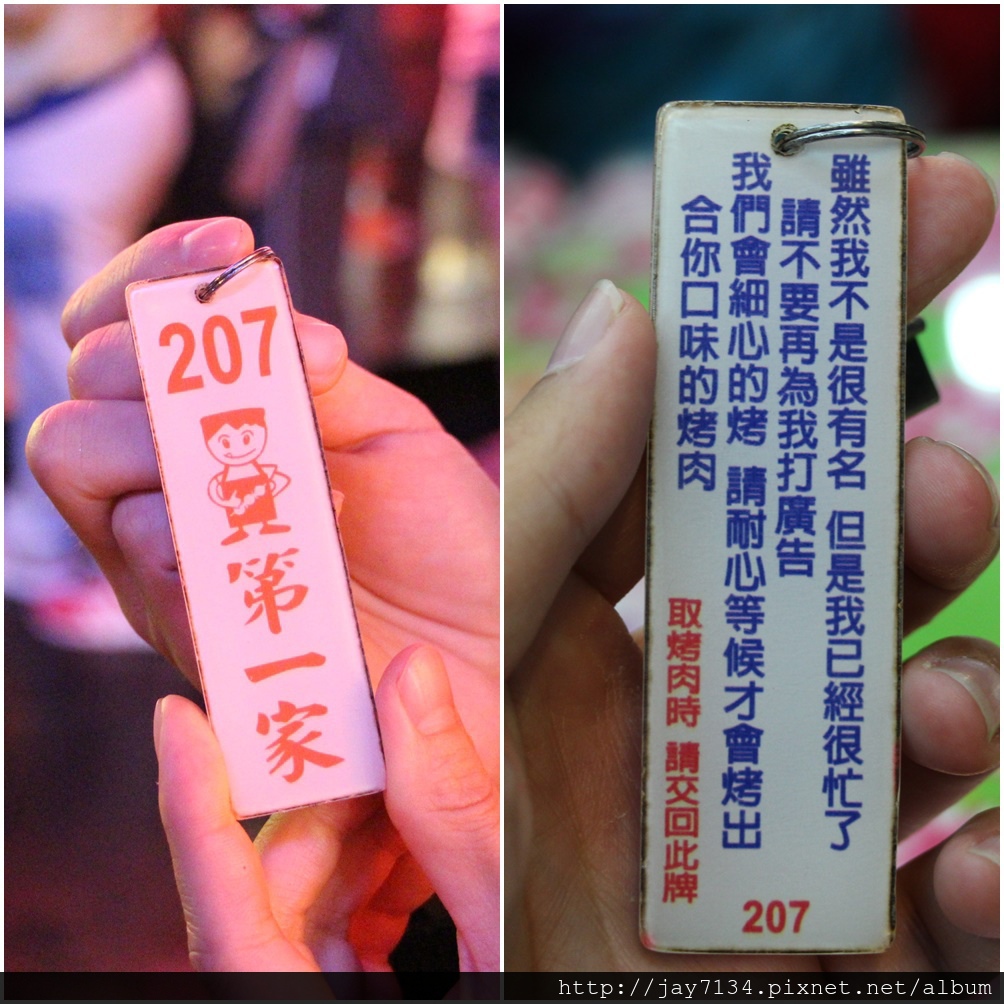 207
第一家
雖然我不是很有名 但是我已經很忙了
請不要再為我打廣告
我們會細心的烤 請耐心等候才會烤出
合你口味的烤肉
取烤肉時 請交回此牌
207
http://jay7134.pixnet.net/album